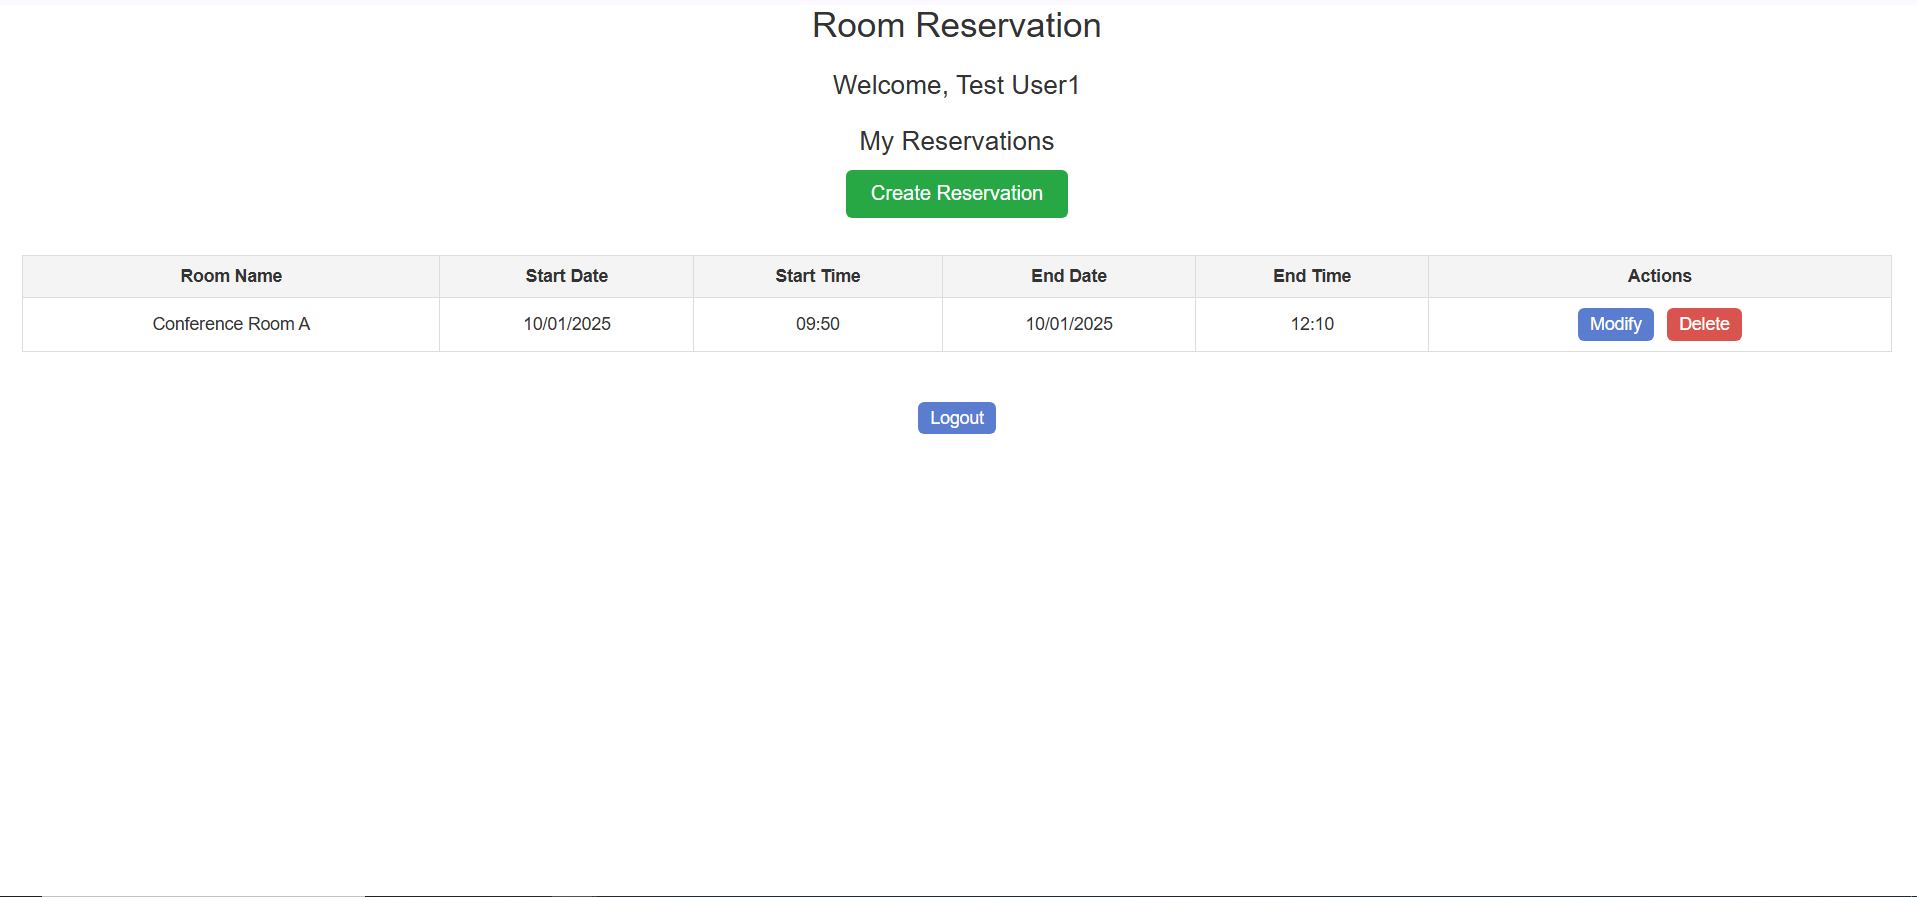 Room Reservation
Welcome, Test User1
My Reservations
Create Reservation
Room Name Start Date Start Time End Date End Time Actions
Conference Room A 10/01/2025 09:50 10/01/2025 12:10 Modify Delete
Logout